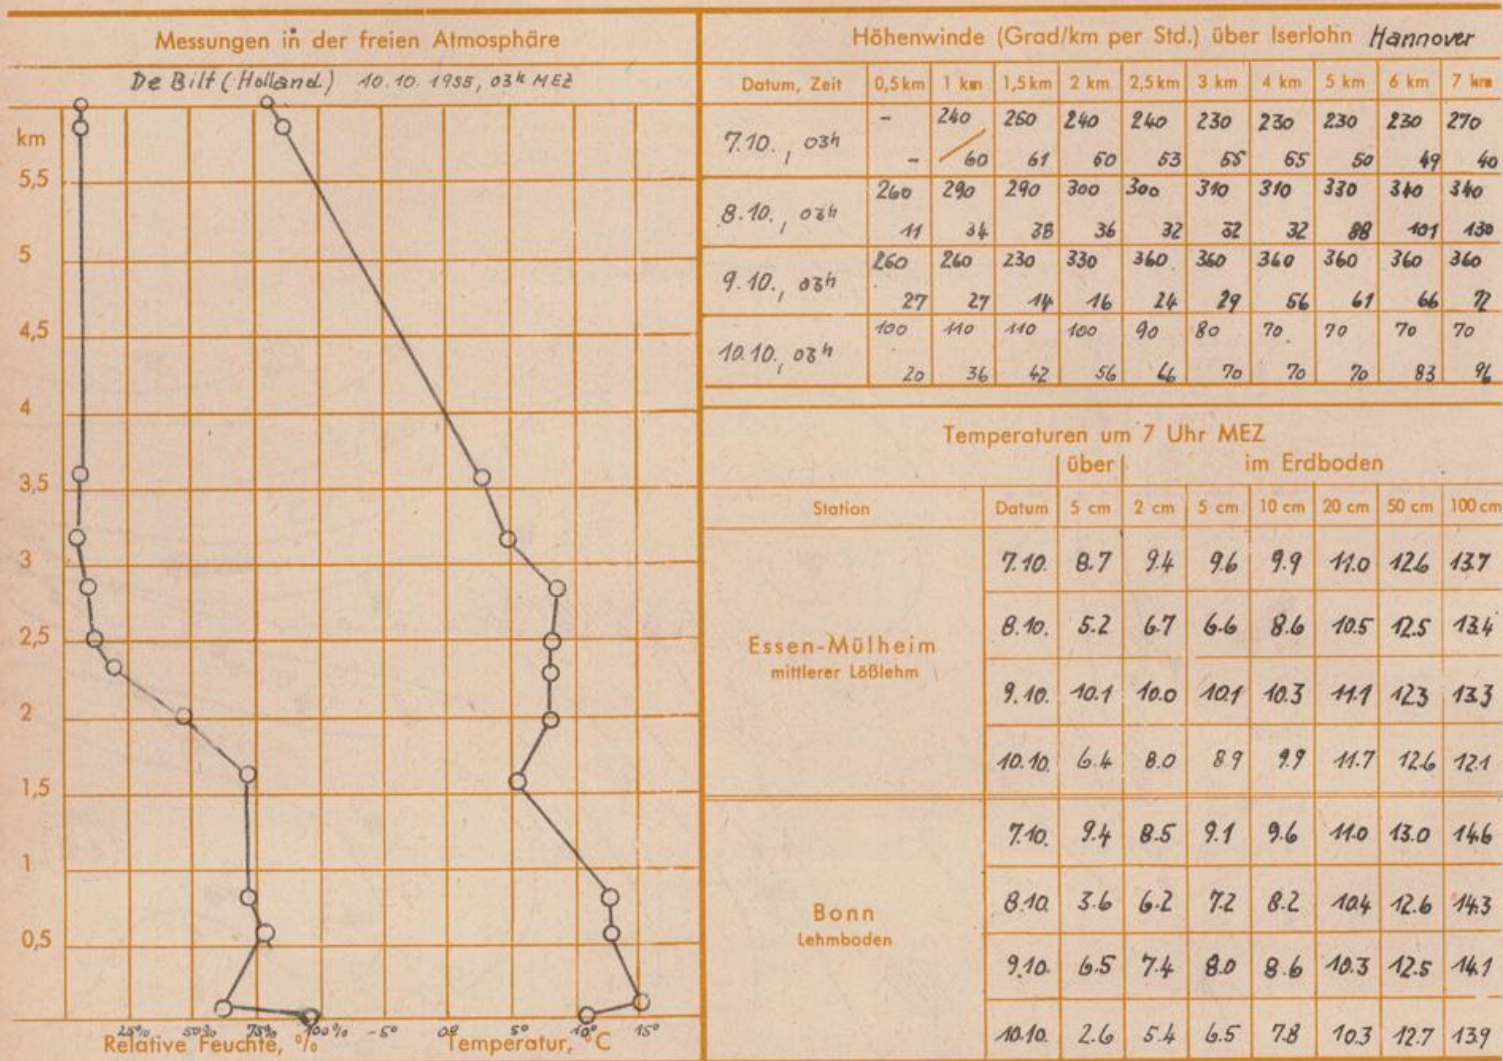 Messungen in der freien Atmosphäre
De Bilt (Holland) 10.10.1955, 03h MEZ
km
5,5
5
4,5
4
3,5
3
2,5
2
1,5
1
0,5
25% 50% 75% 100% -5° 0° 5° 10° 15°
Relative Feuchte, % Temperatur, °C
Höhenwinde (Grad/km per Std.) über Iserlohn Hannover
Datum, Zeit 0,5 km 1 km 1,5 km 2 km 2,5 km 3 km 4 km 5 km 6 km 7 km
7.10., 03h - 240 260 240 240 230 230 230 230 270
- 60 61 60 53 55 65 50 49 40
8.10., 03h 260 290 290 300 300 310 310 330 340 340
11 34 38 36 32 32 32 88 101 130
9.10., 03h 260 260 230 330 360 360 360 360 360 360
27 27 14 16 24 29 56 61 66 72
10.10., 03h 100 110 110 100 90 80 70 70 70 70
20 36 42 56 66 70 70 70 83 96
Temperaturen um 7 Uhr MEZ
über im Erdboden
Station Datum 5 cm 2 cm 5 cm 10 cm 20 cm 50 cm 100 cm
Essen-Mülheim
mittlerer Lößlehm
7.10. 8.7 9.4 9.6 9.9 11.0 12.6 13.7
8.10. 5.2 6.7 6.6 8.6 10.5 12.5 13.4
9.10. 10.1 10.0 10.1 10.3 11.1 12.3 13.3
10.10. 6.4 8.0 8.9 9.9 11.7 12.6 12.1
Bonn
Lehmboden
7.10. 9.4 8.5 9.1 9.6 11.0 13.0 14.6
8.10. 3.6 6.2 7.2 8.2 10.4 12.6 14.3
9.10. 6.5 7.4 8.0 8.6 10.3 12.5 14.1
10.10. 2.6 5.4 6.5 7.8 10.3 12.7 13.9